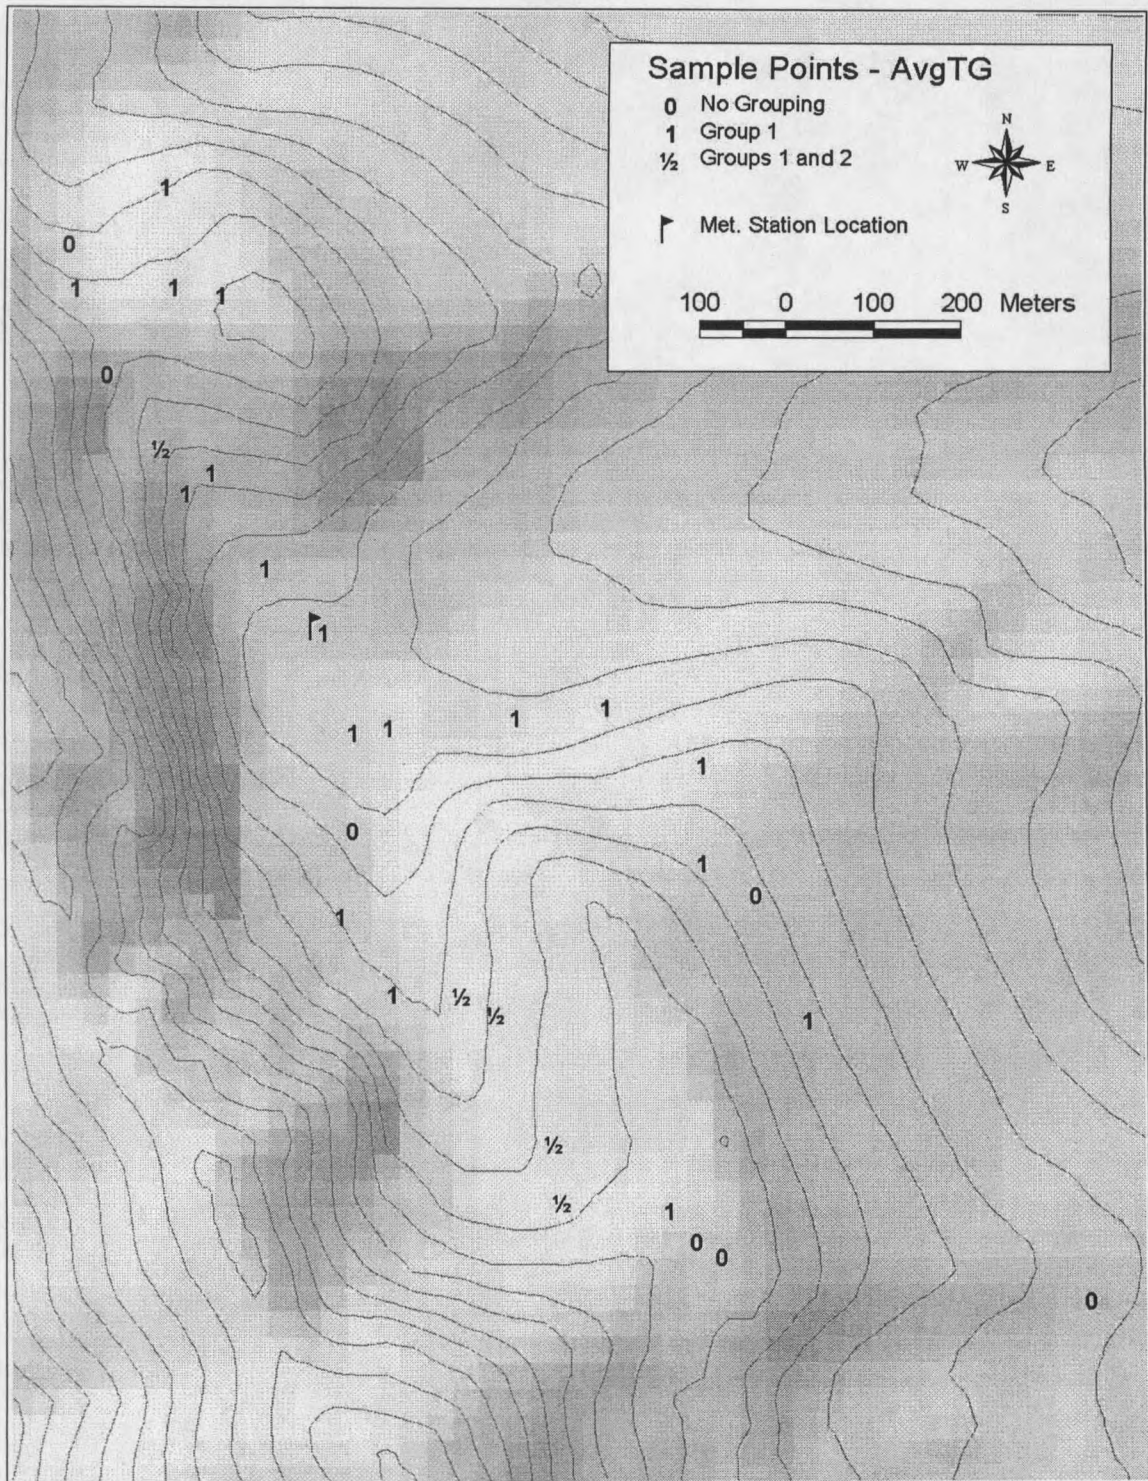 Sample Points - AvgTG
0 No Grouping
1 Group 1
½ Groups 1 and 2
N
W E
S
Met. Station Location
100 0 100 200 Meters
1
0
1 1 1
0
½
1
1
1
1
1 1 1 1
1
0
1
0
1
1 ½
½
1
½
½
1
0
0
0